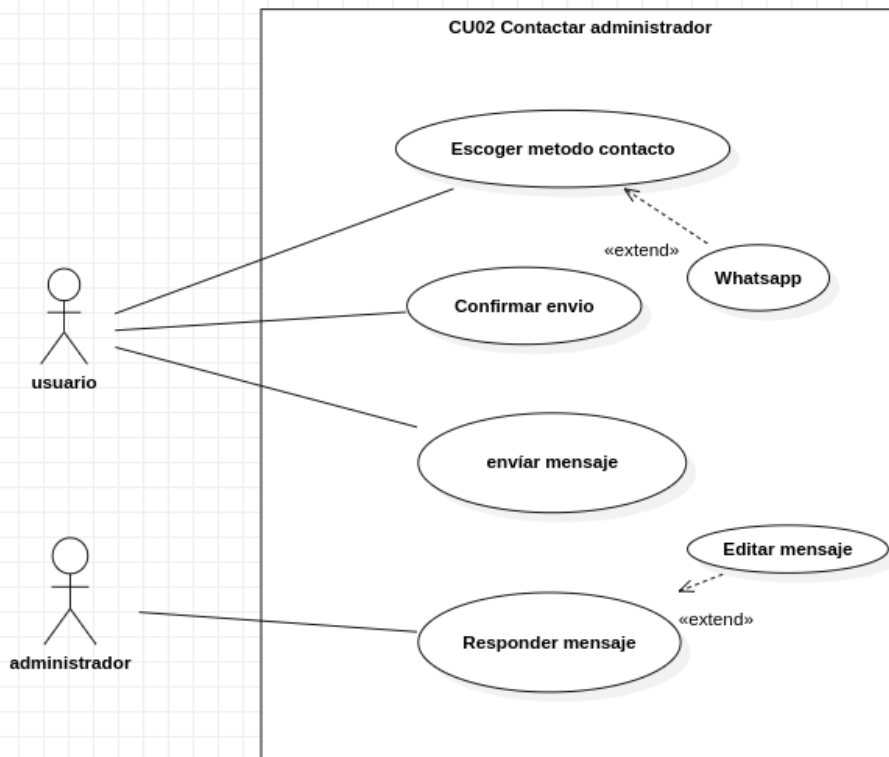 CU02 Contactar administrador
Escoger metodo contacto
«extend»
Whatsapp
Confirmar envio
usuario
envíar mensaje
Editar mensaje
«extend»
Responder mensaje
administrador